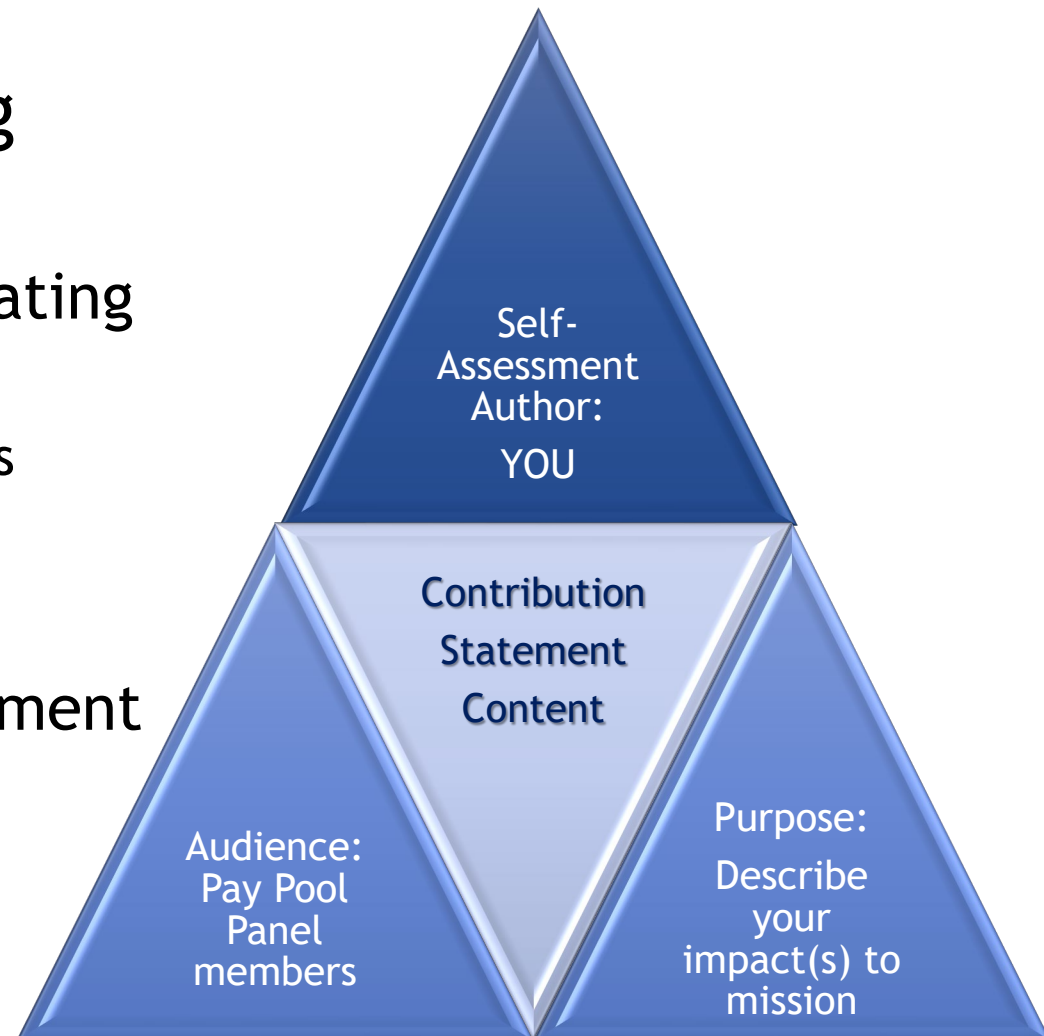 g
ating
s
ment
Self-
Assessment
Author:
YOU
Contribution
Statement
Content
Audience:
Pay Pool
Panel
members
Purpose:
Describe
your
impact(s) to
mission